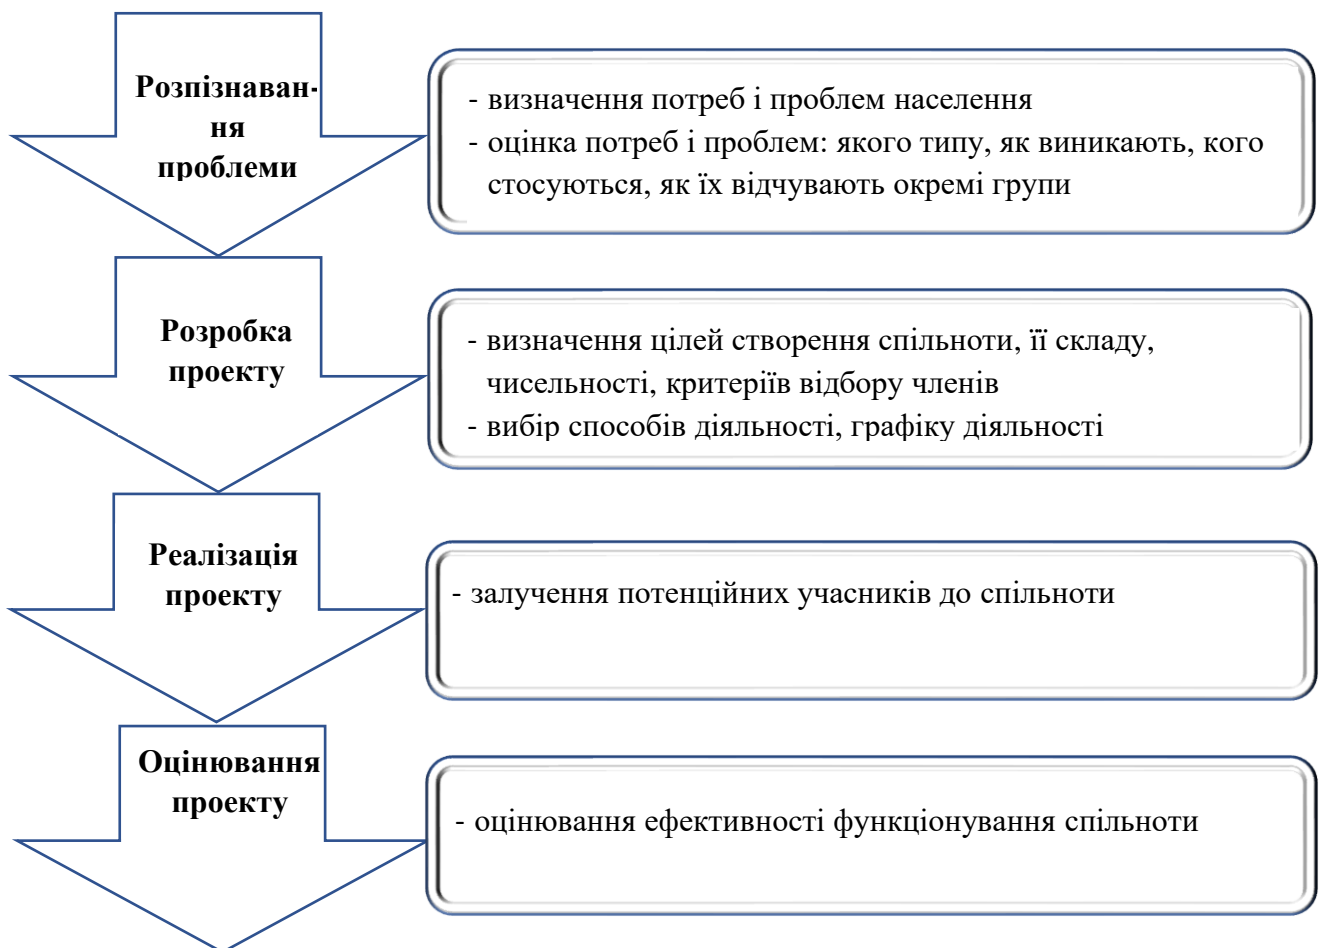 Розпізнаван-
ня
проблеми
- визначення потреб і проблем населення
- оцінка потреб і проблем: якого типу, як виникають, кого
стосуються, як їх відчувають окремі групи
Розробка
проекту
- визначення цілей створення спільноти, її складу,
чисельності, критеріїв відбору членів
- вибір способів діяльності, графіку діяльності
Реалізація
проекту
- залучення потенційних учасників до спільноти
Оцінювання
проекту
- оцінювання ефективності функціонування спільноти